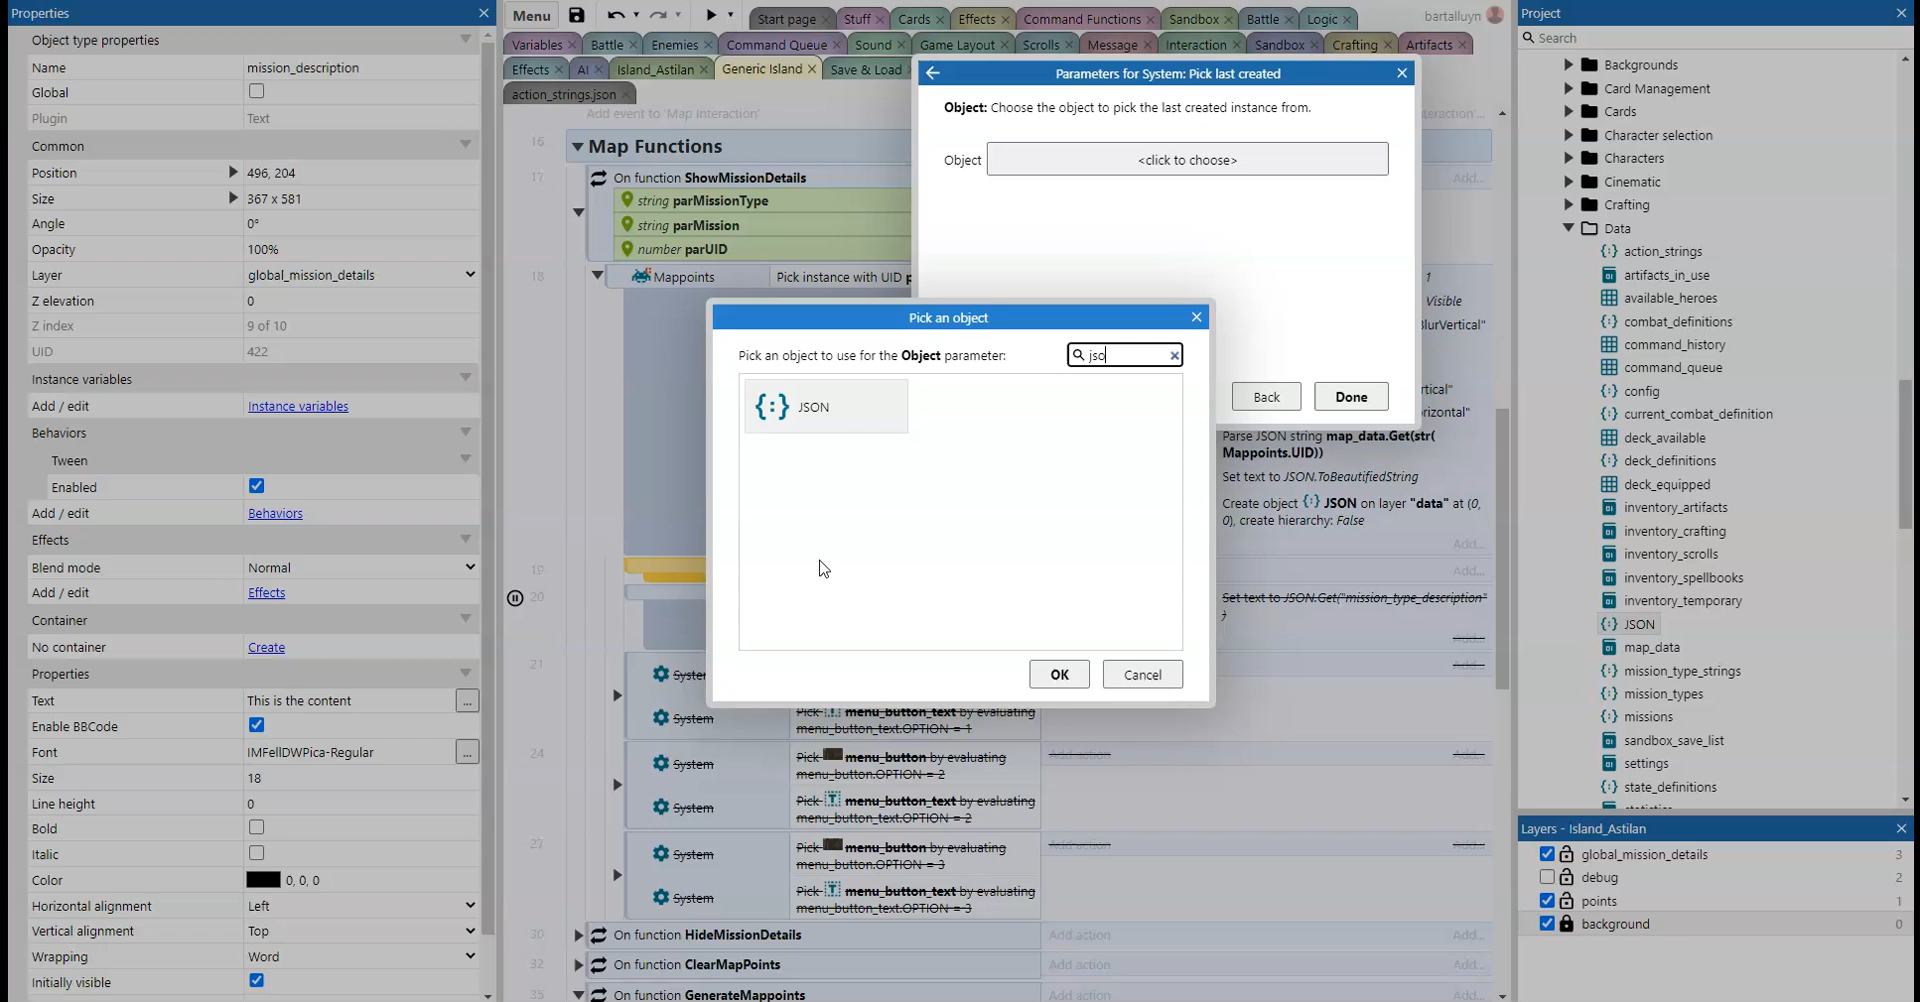 Properties
Object type properties
Name mission_description
Global
Plugin Text
Common
Position 496, 204
Size 367 x 581
Angle 0°
Opacity 100%
Layer global_mission_details
Z elevation 0
Z index 9 of 10
UID 422
Instance variables
Add / edit Instance variables
Behaviors
Tween
Enabled
Add / edit Behaviors
Effects
Blend mode Normal
Add / edit Effects
Container
No container Create
Properties
Text This is the content ...
Enable BBCode
Font IMFellDWPica-Regular ...
Size 18
Line height 0
Bold
Italic
Color 0, 0, 0
Horizontal alignment Left
Vertical alignment Top
Wrapping Word
Initially visible
Menu Start page Stuff Cards Effects Command Functions Sandbox Battle Logic bartalluyn
Variables Battle Enemies Command Queue Sound Game Layout Scrolls Message Interaction Sandbox Crafting Artifacts
Effects AI Island_Astilan Generic Island Save & Load
action_strings.json
Add event to 'Map Interaction'
16 Map Functions
17 On function ShowMissionDetails Add...
string parMissionType
string parMission
number parUID
18 Mappoints Pick instance with UID
1
Visible
BlurVertical"
Parse JSON string map_data.Get(str(
Mappoints.UID))
Set text to JSON.ToBeautifiedString
Create object JSON on layer "data" at (0,
0), create hierarchy: False
Add...
19 Add...
20 Set text to JSON.Get("mission_type_description"
)
Add...
21 System Add...
System Pick menu_button_text by evaluating
menu_button_text.OPTION = 1
24 System Pick menu_button by evaluating Add action Add...
menu_button.OPTION = 2
System Pick menu_button_text by evaluating
menu_button_text.OPTION = 2
27 System Pick menu_button by evaluating Add action Add...
menu_button.OPTION = 3
System Pick menu_button_text by evaluating
menu_button_text.OPTION = 3
30 On function HideMissionDetails Add action Add...
32 On function ClearMapPoints Add action Add...
35 On function GenerateMappoints Add action Add...
Parameters for System: Pick last created
Object: Choose the object to pick the last created instance from.
Object <click to choose>
Back Done
Pick an object
Pick an object to use for the Object parameter: jso
JSON
OK Cancel
Project
Search
Backgrounds
Card Management
Cards
Character selection
Characters
Cinematic
Crafting
Data
action_strings
artifacts_in_use
available_heroes
combat_definitions
command_history
command_queue
config
current_combat_definition
deck_available
deck_definitions
deck_equipped
inventory_artifacts
inventory_crafting
inventory_scrolls
inventory_spellbooks
inventory_temporary
JSON
map_data
mission_type_strings
mission_types
missions
sandbox_save_list
settings
state_definitions
Layers - Island_Astilan
global_mission_details 3
debug 2
points 1
background 0